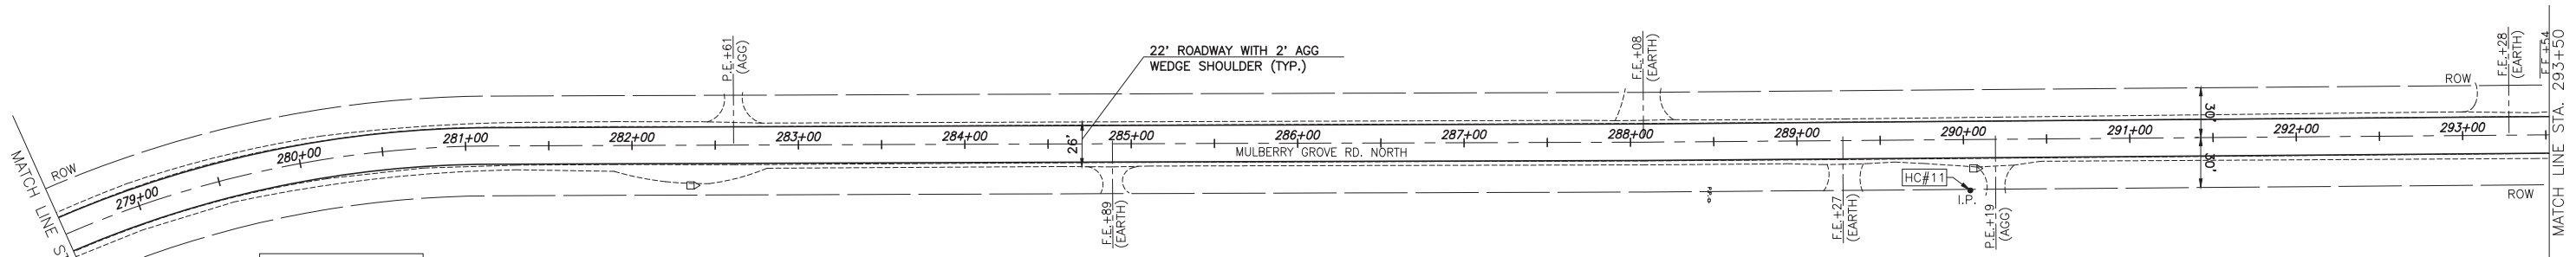 P.E.+61
(AGG)
22' ROADWAY WITH 2' AGG
WEDGE SHOULDER (TYP.)
F.E.+08
(EARTH)
F.E.+28
(EARTH)
F.E.+54
MATCH LINE STA. 293+50
ROW
30'
281+00
282+00
283+00
284+00
26'
285+00
286+00
287+00
288+00
289+00
290+00
291+00
292+00
293+00
MULBERRY GROVE RD. NORTH
MATCH LINE S
ROW
280+00
279+00
30'
HC#11
I.P.
ROW
F.E.+89
(EARTH)
F.E.+27
(EARTH)
P.E.+19
(AGG)